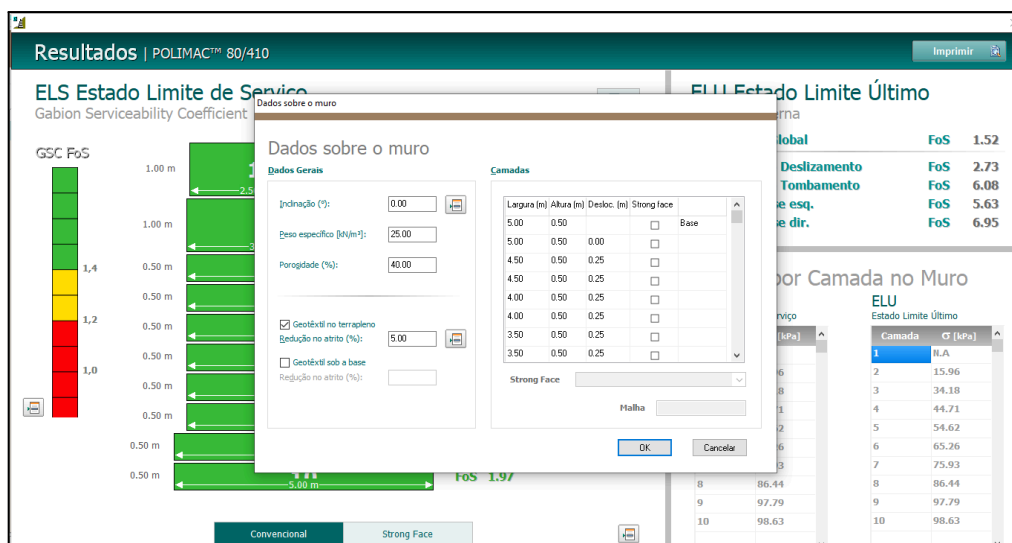 Resultados | POLIMAC™ 80/410
Imprimir
ELS Estado Limite de Serviço
Gabion Serviceability Coefficient
GSC FoS
1,4
1,2
1,0
1.00 m
1.00 m
0.50 m
0.50 m
0.50 m
0.50 m
0.50 m
0.50 m
0.50 m
0.50 m
5.00 m
FoS 1.97
Convencional
Strong Face
Dados sobre o muro
Dados sobre o muro
Dados Gerais
Inclinação (º):
0.00
Peso específico [kN/m³]:
25.00
Porosidade (%):
40.00
Geotêxtil no terrapleno
Redução no atrito (%):
5.00
Geotêxtil sob a base
Redução no atrito (%):
Camadas
Largura (m) Altura (m) Desloc. (m) Strong face
5.00 0.50 Base
5.00 0.50 0.00
4.50 0.50 0.25
4.50 0.50 0.25
4.00 0.50 0.25
4.00 0.50 0.25
3.50 0.50 0.25
3.50 0.50 0.25
Strong Face
Malha
OK
Cancelar
ELU Estado Limite Último
FoS 1.52
Deslizamento FoS 2.73
Tombamento FoS 6.08
esq. FoS 5.63
dir. FoS 6.95
por Camada no Muro
ELU
Estado Limite Último
[kPa]
8 86.44
9 97.79
10 98.63
Camada σ [kPa]
1 N.A
2 15.96
3 34.18
4 44.71
5 54.62
6 65.26
7 75.93
8 86.44
9 97.79
10 98.63